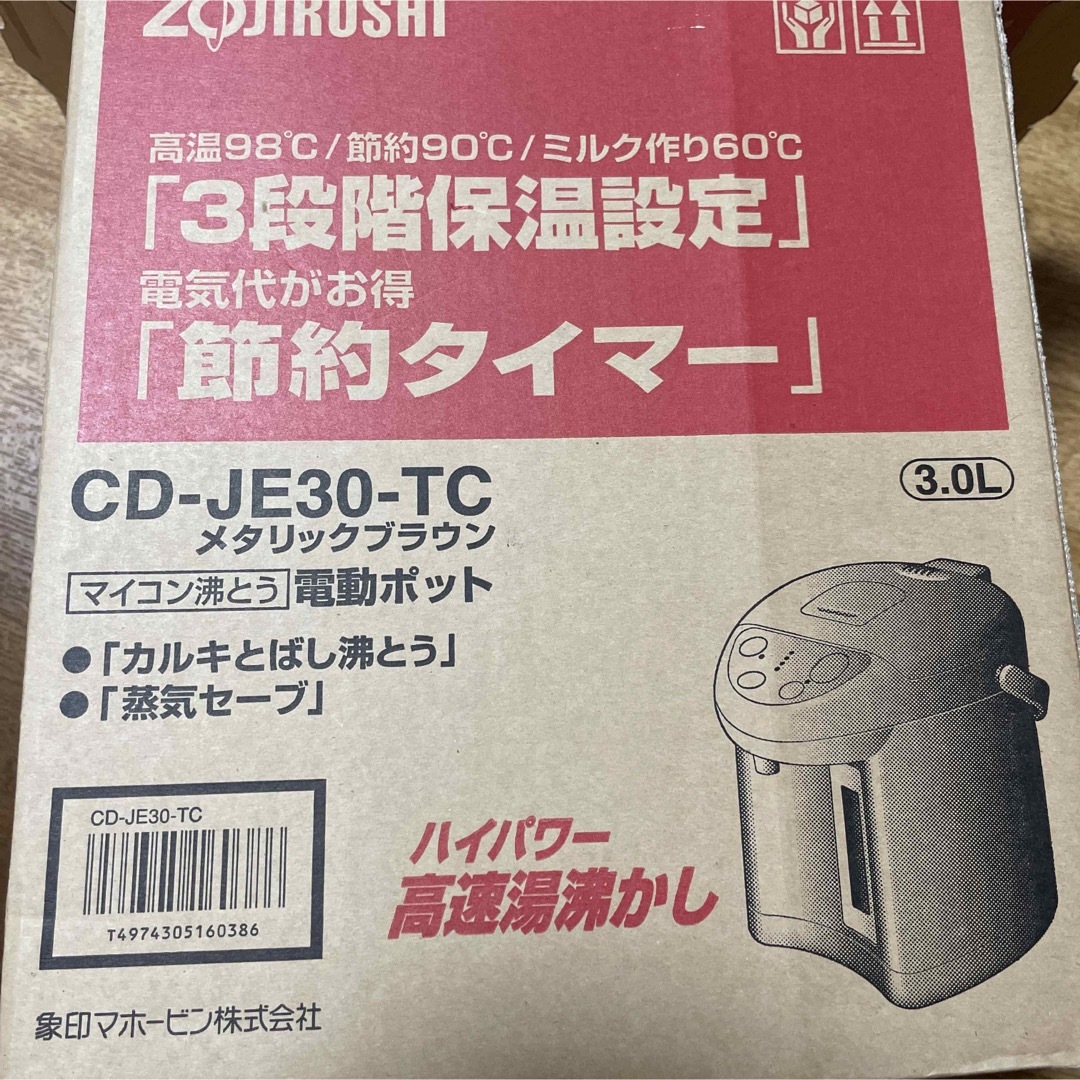 ZOJIRUSHI
高温98℃/節約90℃/ミルク作り60℃
「3段階保温設定」
電気代がお得
「節約タイマー」
CD-JE30-TC
3.0L
メタリックブラウン
マイコン沸とう 電動ポット
●「カルキとばし沸とう」
●「蒸気セーブ」
CD-JE30-TC
T4974305160386
ハイパワー
高速湯沸かし
象印マホービン株式会社